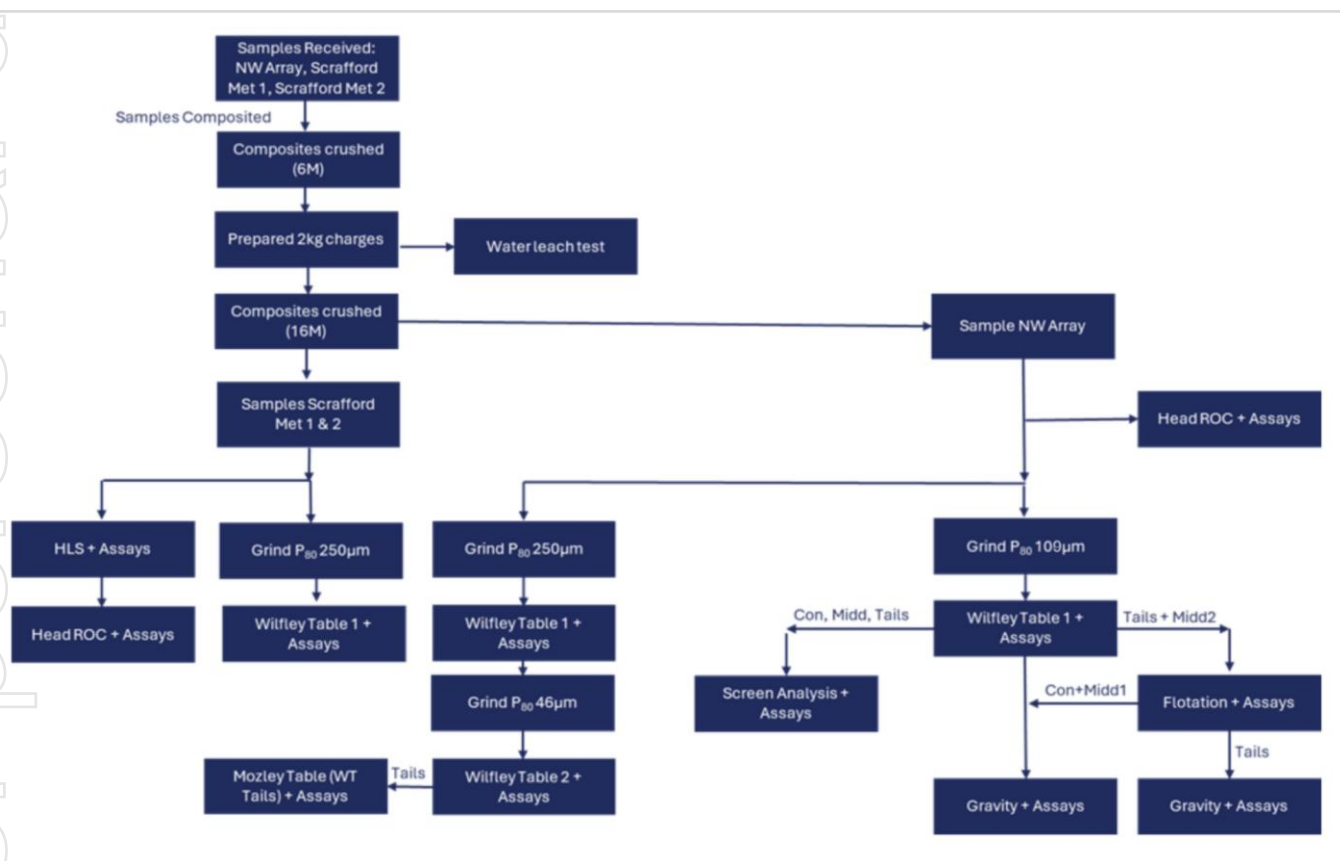 Samples Received:
NW Array, Scrafford
Met 1, Scrafford Met 2
Samples Composited
Composites crushed
(6M)
Prepared 2kg charges
Water leach test
Composites crushed
(16M)
Sample NW Array
Samples Scrafford
Met 1 & 2
Head ROC + Assays
HLS + Assays
Grind P₈₀ 250µm
Grind P₈₀ 250µm
Grind P₈₀ 109µm
Head ROC + Assays
Wilfley Table 1 +
Assays
Wilfley Table 1 +
Assays
Con, Midd, Tails
Wilfley Table 1 +
Assays
Tails + Midd2
Grind P₈₀ 46µm
Screen Analysis +
Assays
Con+Midd1
Flotation + Assays
Tails
Mozley Table (WT
Tails) + Assays
Tails
Wilfley Table 2 +
Assays
Gravity + Assays
Gravity + Assays